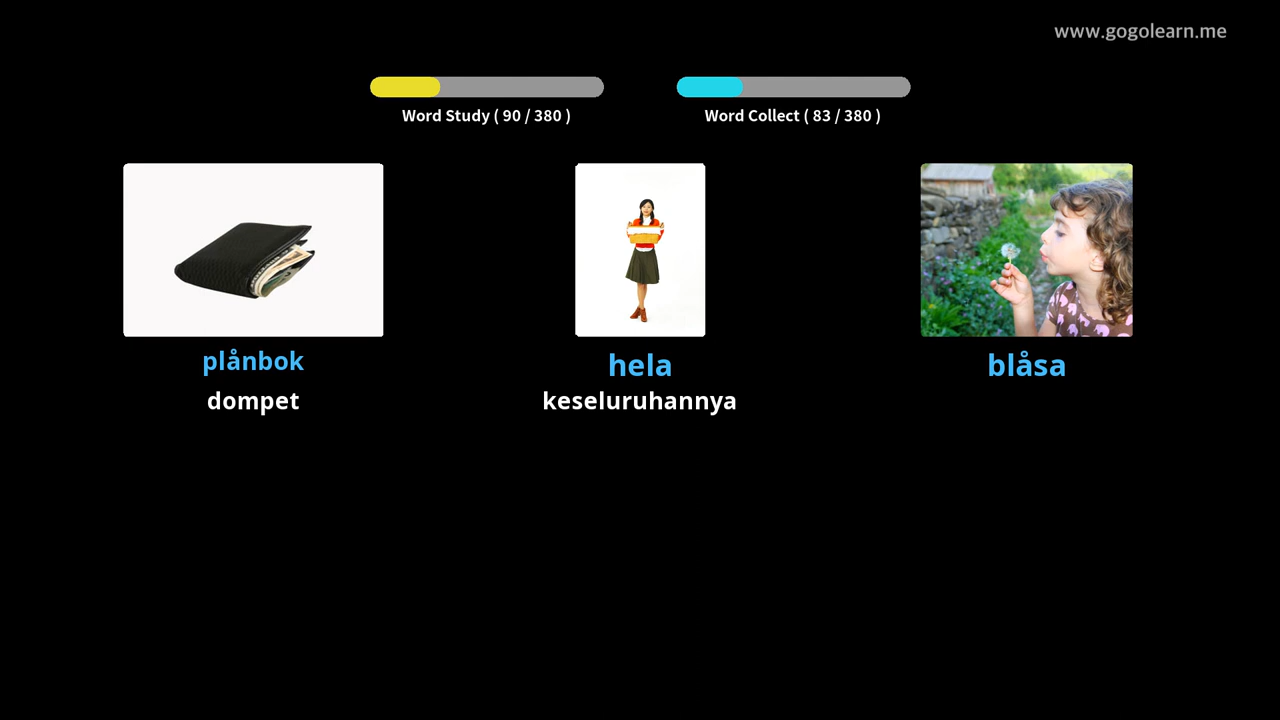 www.gogolearn.me
Word Study ( 90 / 380 )
Word Collect ( 83 / 380 )
plånbok
hela
blåsa
dompet
keseluruhannya